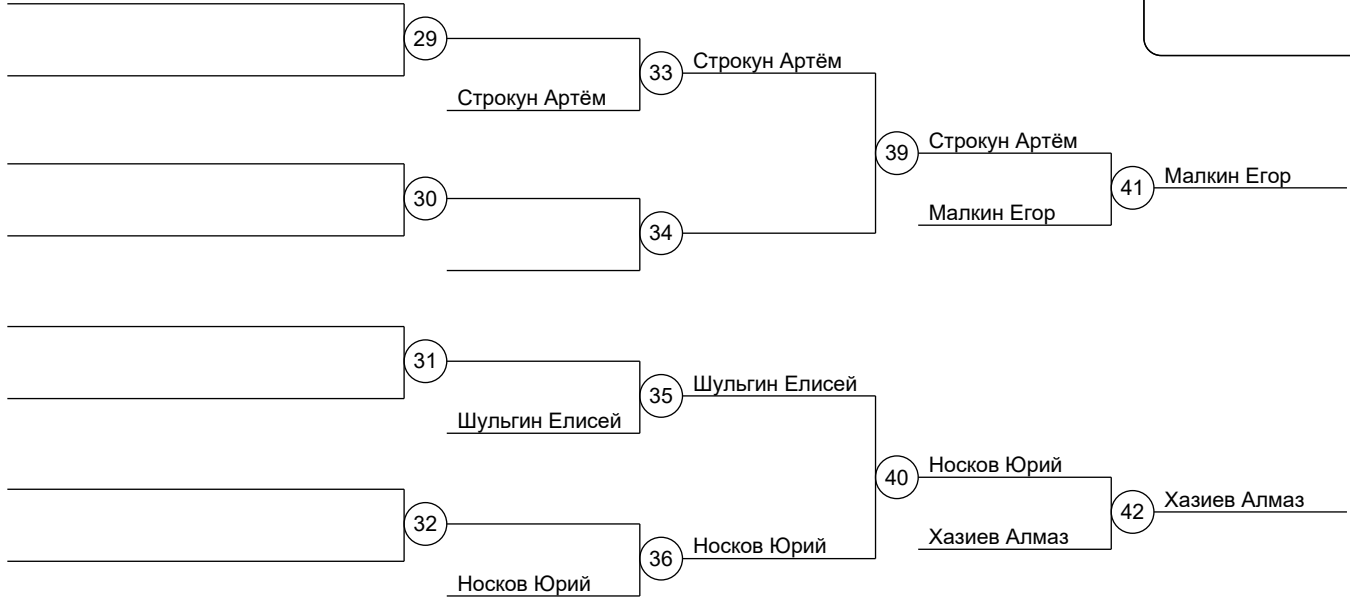 29
33
Строкун Артём
Строкун Артём
39
Строкун Артём
41
Малкин Егор
Малкин Егор
30
34
31
35
Шульгин Елисей
Шульгин Елисей
40
Носков Юрий
42
Хазиев Алмаз
Хазиев Алмаз
32
36
Носков Юрий
Носков Юрий